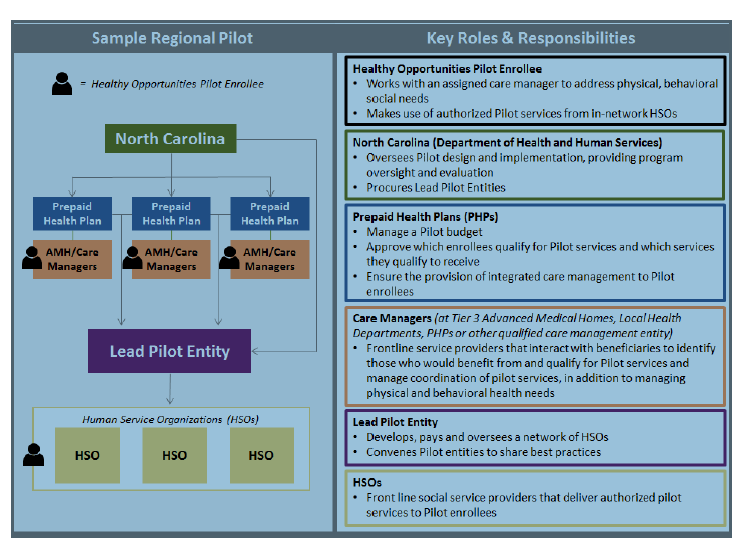 Sample Regional Pilot
= Healthy Opportunities Pilot Enrollee
North Carolina
Prepaid
Health Plan
Prepaid
Health Plan
Prepaid
Health Plan
AMH/Care
Managers
AMH/Care
Managers
AMH/Care
Managers
Lead Pilot Entity
Human Service Organizations (HSOs)
HSO
HSO
HSO
Key Roles & Responsibilities
Healthy Opportunities Pilot Enrollee
• Works with an assigned care manager to address physical, behavioral
social needs
• Makes use of authorized Pilot services from in-network HSOs
North Carolina (Department of Health and Human Services)
• Oversees Pilot design and implementation, providing program
oversight and evaluation
• Procures Lead Pilot Entities
Prepaid Health Plans (PHPs)
• Manage a Pilot budget
• Approve which enrollees qualify for Pilot services and which services
they qualify to receive
• Ensure the provision of integrated care management to Pilot
enrollees
Care Managers (at Tier 3 Advanced Medical Homes, Local Health
Departments, PHPs or other qualified care management entity)
• Frontline service providers that interact with beneficiaries to identify
those who would benefit from and qualify for Pilot services and
manage coordination of pilot services, in addition to managing
physical and behavioral health needs
Lead Pilot Entity
• Develops, pays and oversees a network of HSOs
• Convenes Pilot entities to share best practices
HSOs
• Front line social service providers that deliver authorized pilot
services to Pilot enrollees